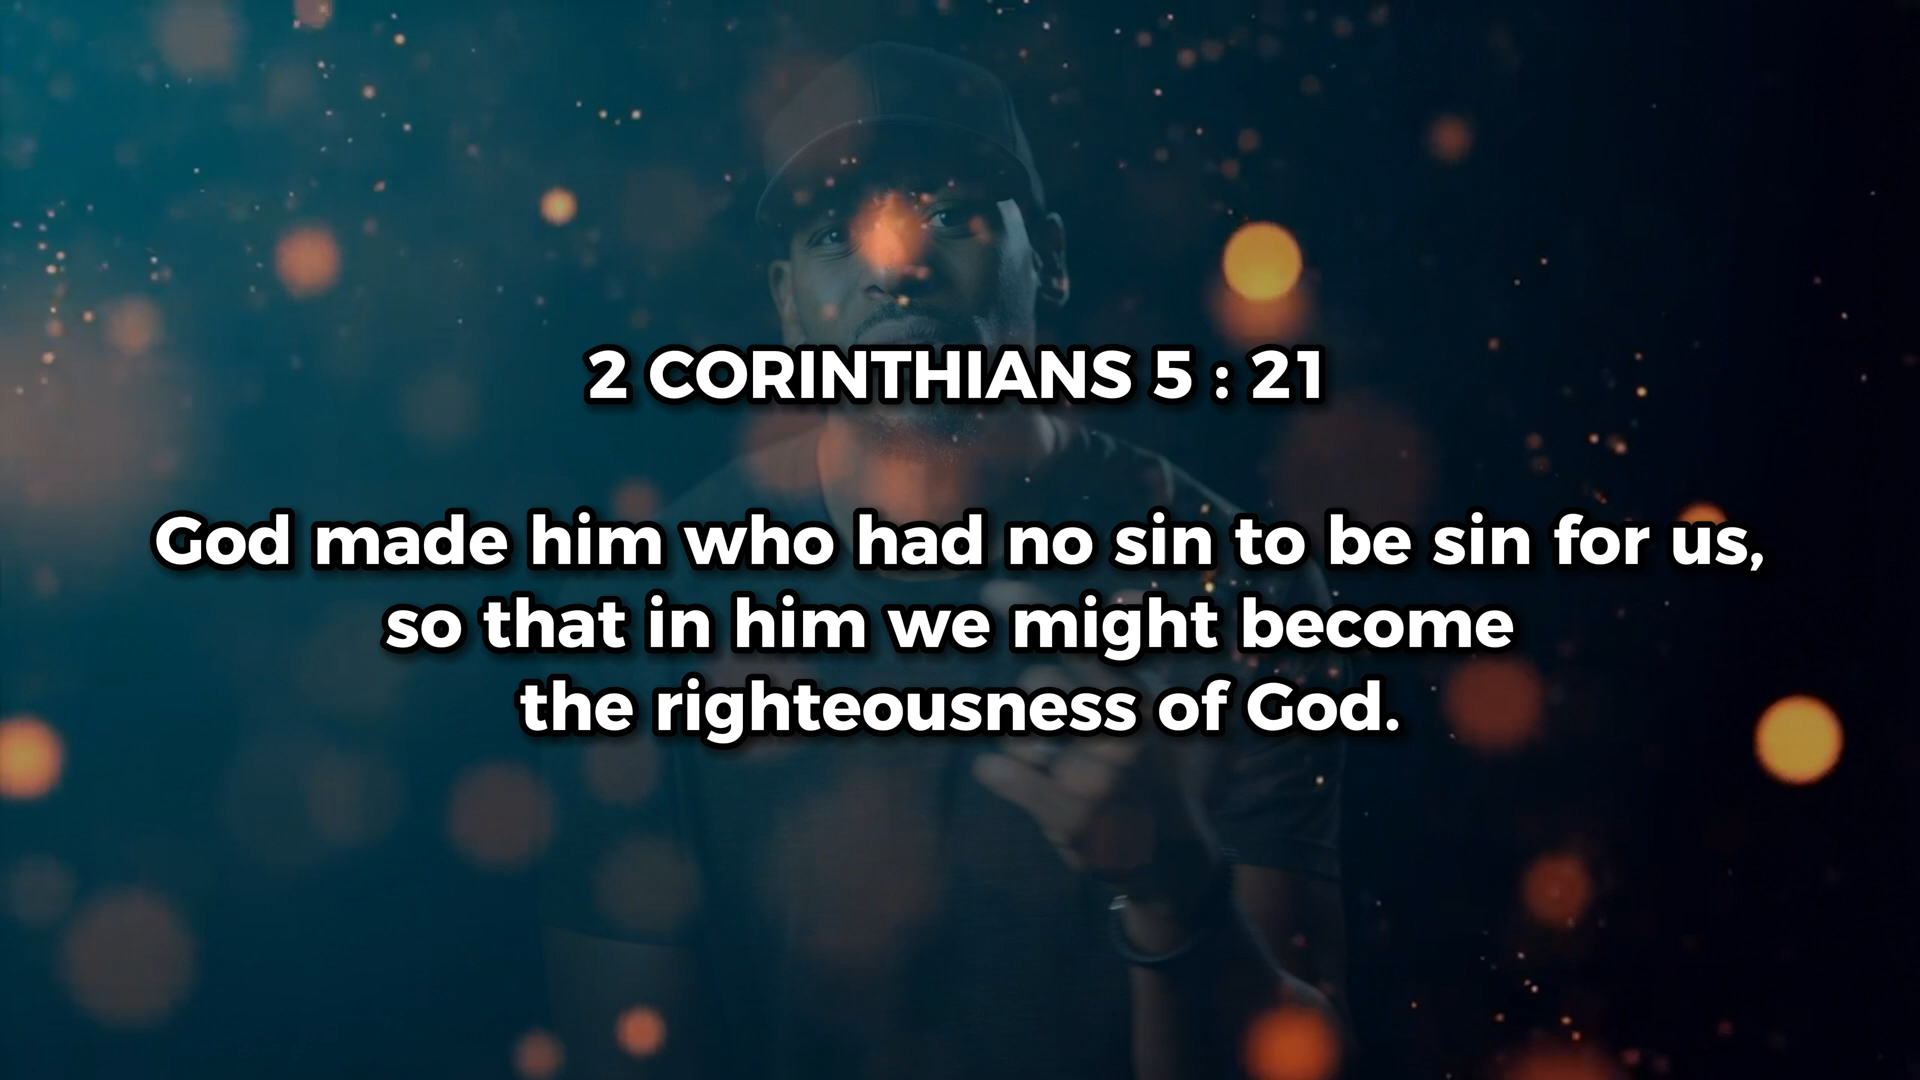 2 CORINTHIANS 5 : 21
God made him who had no sin to be sin for us,
so that in him we might become
the righteousness of God.